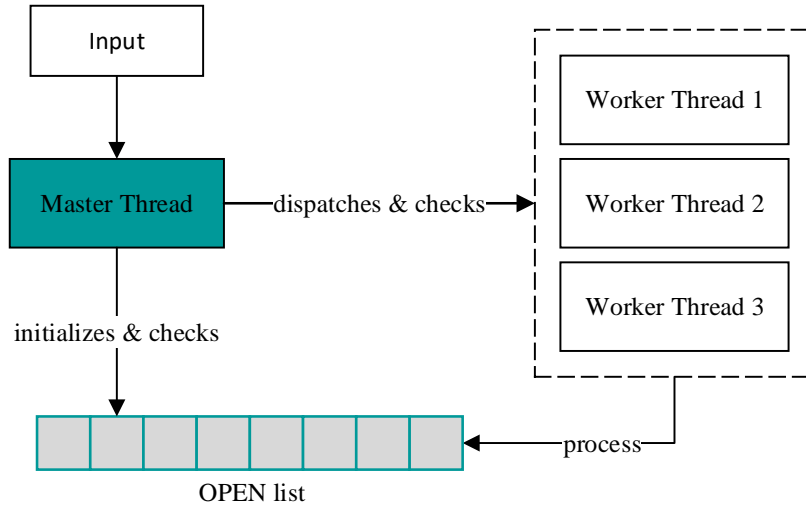 Input
Worker Thread 1
Master Thread
dispatches & checks
Worker Thread 2
Worker Thread 3
initializes & checks
process
OPEN list